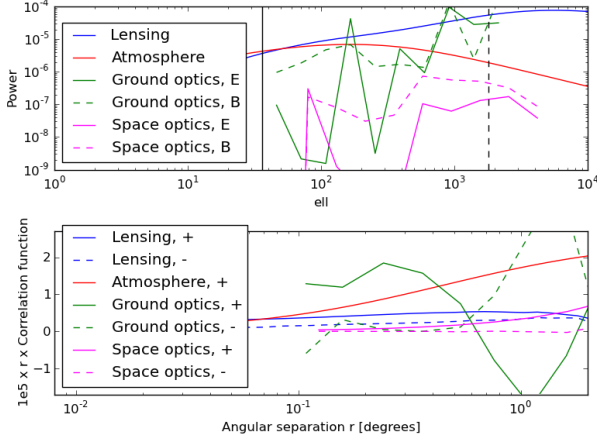 10^-4
10^-5
10^-6
10^-7
10^-8
10^-9
Power
Lensing
Atmosphere
Ground optics, E
Ground optics, B
Space optics, E
Space optics, B
10^0 10^1 10^2 10^3 10^4
ell
2
1
0
−1
1e5 x r x Correlation function
Lensing, +
Lensing, -
Atmosphere, +
Ground optics, +
Ground optics, -
Space optics, +
Space optics, -
10^-2 10^-1 10^0
Angular separation r [degrees]